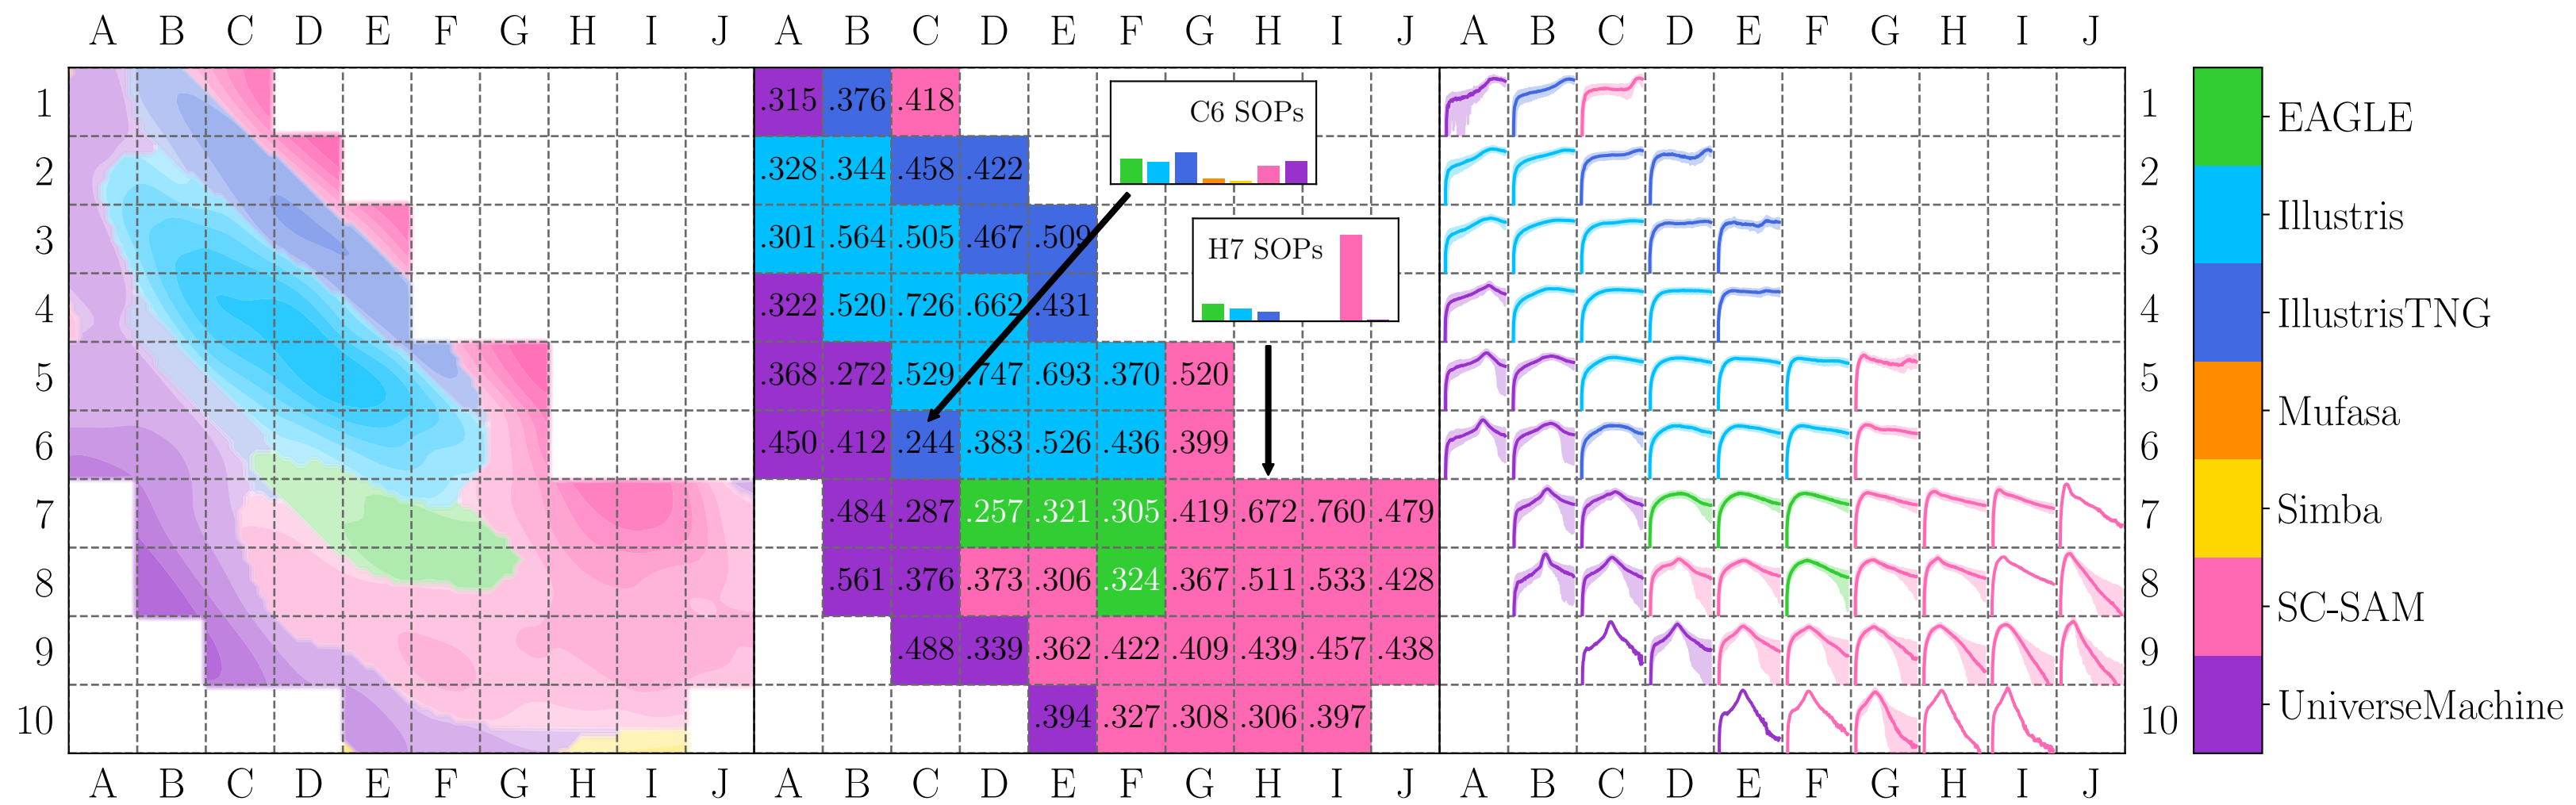 A B C D E F G H I J A B C D E F G H I J A B C D E F G H I J
1 .315 .376 .418 1
C6 SOPs
2 .328 .344 .458 .422 2
3 .301 .564 .505 .467 .509 3
H7 SOPs
4 .322 .520 .726 .662 .431 4
5 .368 .272 .529 .747 .693 .370 .520 5
6 .450 .412 .244 .383 .526 .436 .399 6
7 .484 .287 .257 .321 .305 .419 .672 .760 .479 7
8 .561 .376 .373 .306 .324 .367 .511 .533 .428 8
9 .488 .339 .362 .422 .409 .439 .457 .438 9
10 .394 .327 .308 .306 .397 10
A B C D E F G H I J A B C D E F G H I J A B C D E F G H I J
EAGLE
Illustris
IllustrisTNG
Mufasa
Simba
SC-SAM
UniverseMachine